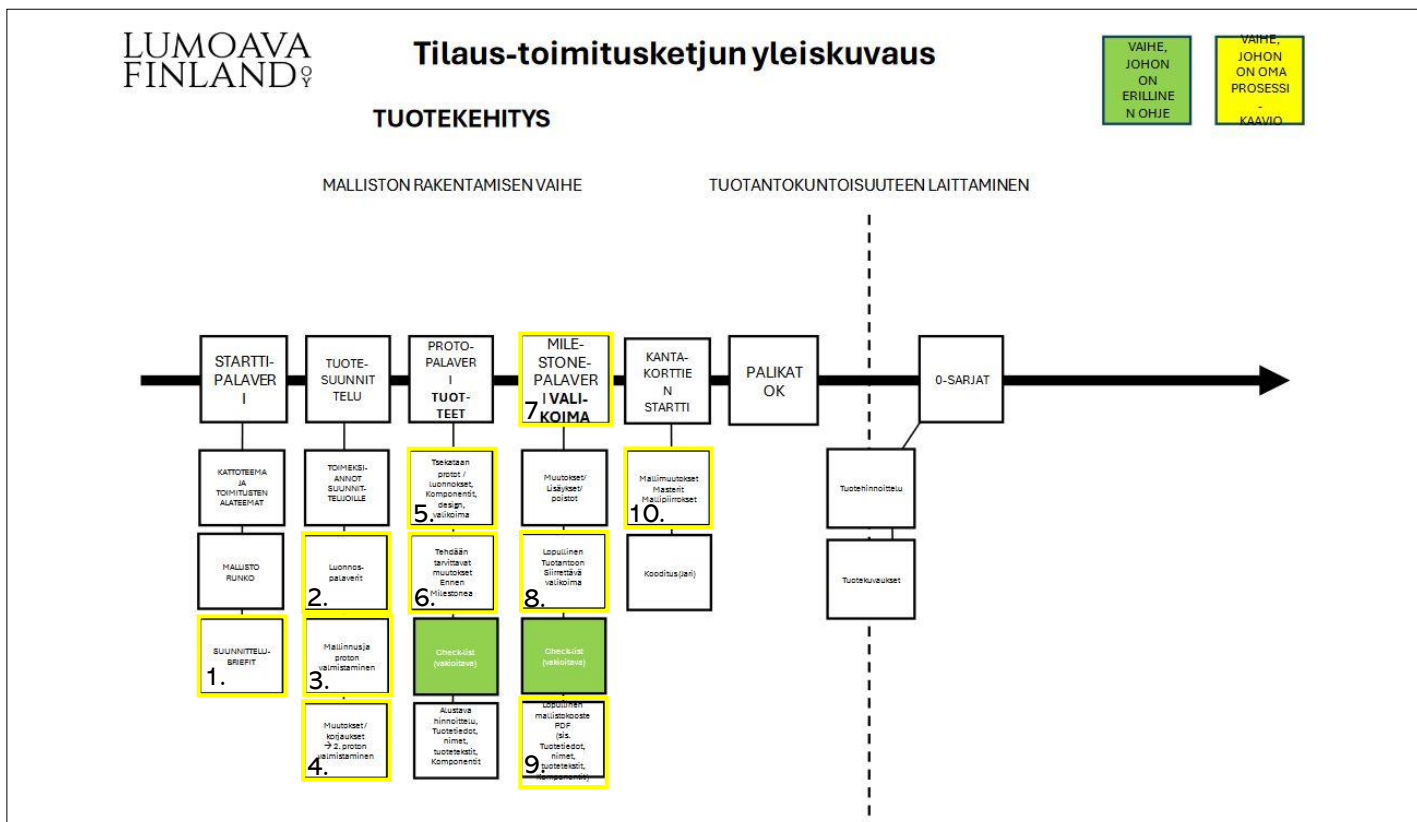 LUMOAVA
FINLAND OY
Tilaus-toimitusketjun yleiskuvaus
VAIHE,
JOHON
ON
ERILLINE
N OHJE
VAIHE,
JOHON
ON OMA
PROSESSI
-
KAAVIO
TUOTEKEHITYS
MALLISTON RAKENTAMISEN VAIHE
TUOTANTOKUNTOISUUTEEN LAITTAMINEN
STARTTI-
PALAVER
I
TUOTE-
SUUNNIT
TELU
PROTO-
PALAVER
I
TUOT-
TEET
MILE-
STONE-
PALAVER
I VALI-
KOIMA
7
KANTA-
KORTTIE
N
STARTTI
PALIKAT
OK
0-SARJAT
KATTOTEEMA
JA
TOIMITUSTEN
ALATEEMAT
TOIMEKSI-
ANNOT
SUUNNIT-
TELIJOILLE
Tsekataan
protot /
luonnokset,
Komponentit,
design,
valikoima
5.
Muutokset/
Lisäykset/
poistot
Mallimuutokset
Masterit
Mallipiirrokset
10.
Tuotehinnoittelu
MALLISTO
RUNKO
Luonnos-
palaverit
2.
Tehdään
tarvittavat
muutokset
Ennen
Milestonea
6.
Lopullinen
Tuotantoon
Siirrettävä
valikoima
8.
Kooditus(Jari)
Tuotekuvaukset
SUUNNITTELU-
BRIEFIT
1.
Mallinnus ja
proton
valmistaminen
3.
Check-list
(vakioitava)
Check-list
(vakioitava)
Muutokset/
korjaukset
→ 2. proton
valmistaminen
4.
Alustava
hinnoittelu,
Tuotetiedot,
nimet,
tuotetekstit,
Komponentit
Lopullinen
mallistokooste
PDF
(sis.
Tuotetiedot,
nimet,
tuotetekstit,
Komponentit)
9.